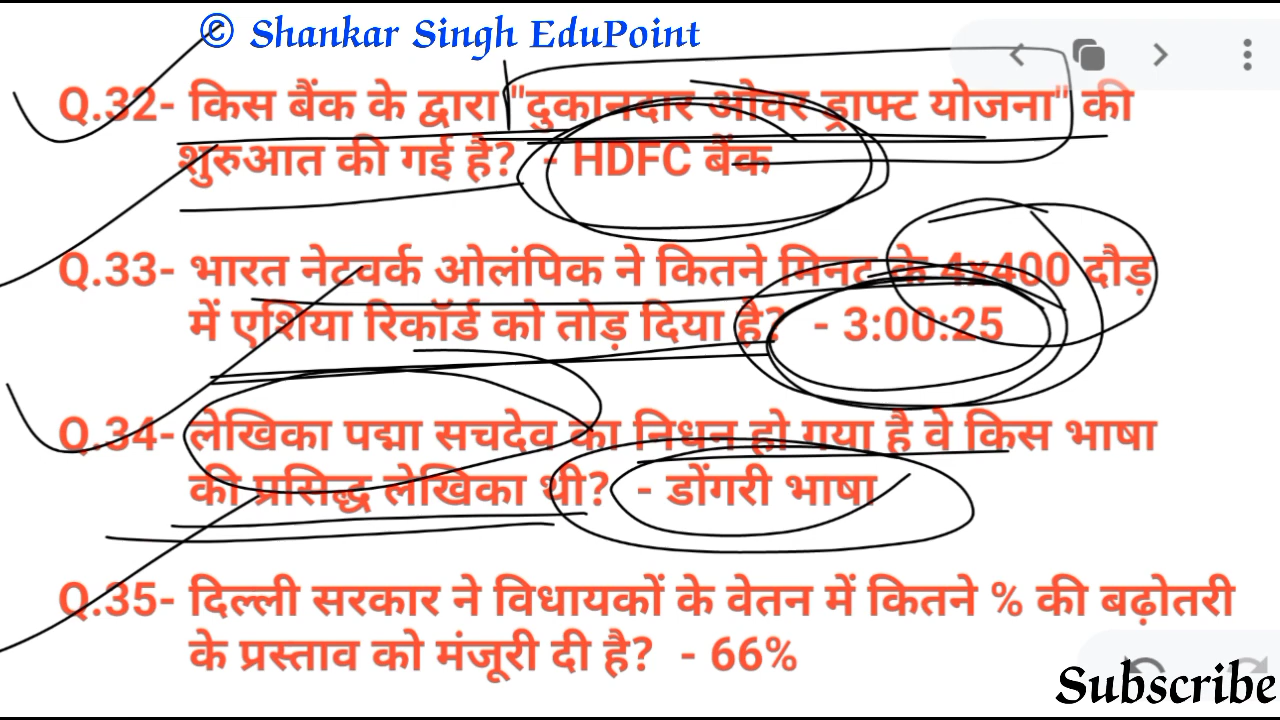 © Shankar Singh EduPoint
Q.32- किस बैंक के द्वारा "दुकानदार ओवर ड्राफ्ट योजना" की
शुरुआत की गई है? - HDFC बैंक
Q.33- भारत नेटवर्क ओलंपिक ने कितने मिनट के 4x400 दौड़
में एशिया रिकॉर्ड को तोड़ दिया है? - 3:00:25
Q.34- लेखिका पद्मा सचदेव का निधन हो गया है वे किस भाषा
की प्रसिद्ध लेखिका थी? - डोंगरी भाषा
Q.35- दिल्ली सरकार ने विधायकों के वेतन में कितने % की बढ़ोतरी
के प्रस्ताव को मंजूरी दी है? - 66%
Subscribe